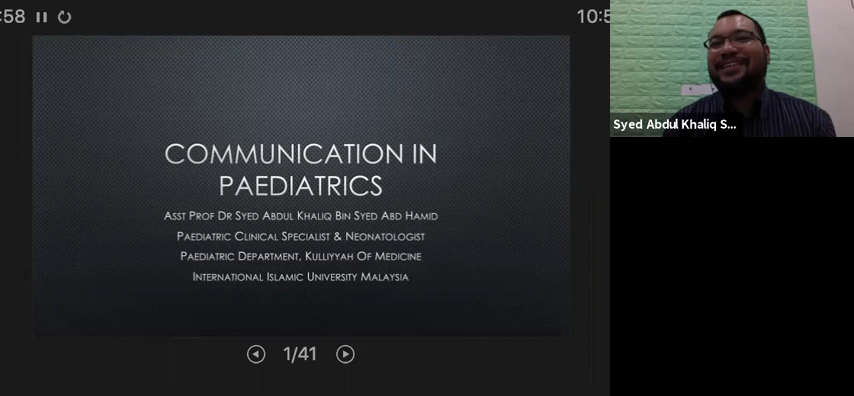 :58
10:5
COMMUNICATION IN
PAEDIATRICS
ASST PROF DR SYED ABDUL KHALIQ BIN SYED ABD HAMID
PAEDIATRIC CLINICAL SPECIALIST & NEONATOLOGIST
PAEDIATRIC DEPARTMENT, KULLIYYAH OF MEDICINE
INTERNATIONAL ISLAMIC UNIVERSITY MALAYSIA
1/41
Syed Abdul Khaliq S...